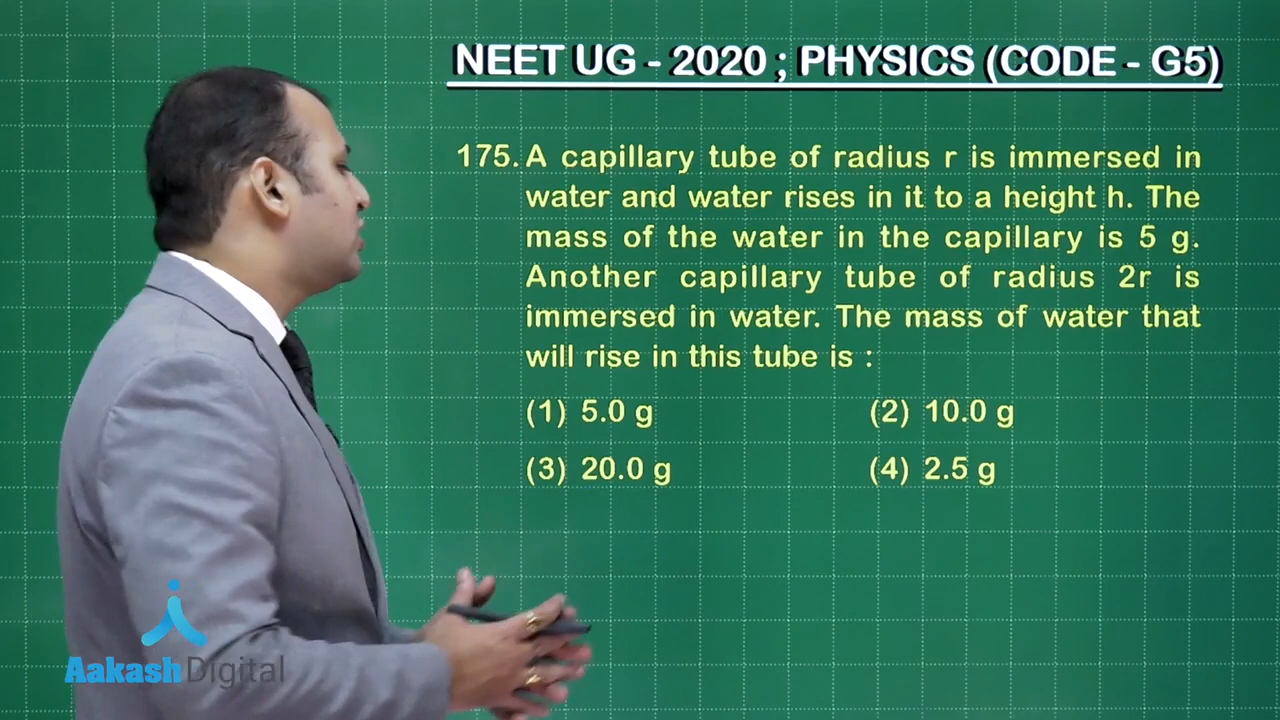 NEET UG - 2020 ; PHYSICS (CODE - G5)
175. A capillary tube of radius r is immersed in
water and water rises in it to a height h. The
mass of the water in the capillary is 5 g.
Another capillary tube of radius 2r is
immersed in water. The mass of water that
will rise in this tube is :
(1) 5.0 g (2) 10.0 g
(3) 20.0 g (4) 2.5 g
Aakash Digital